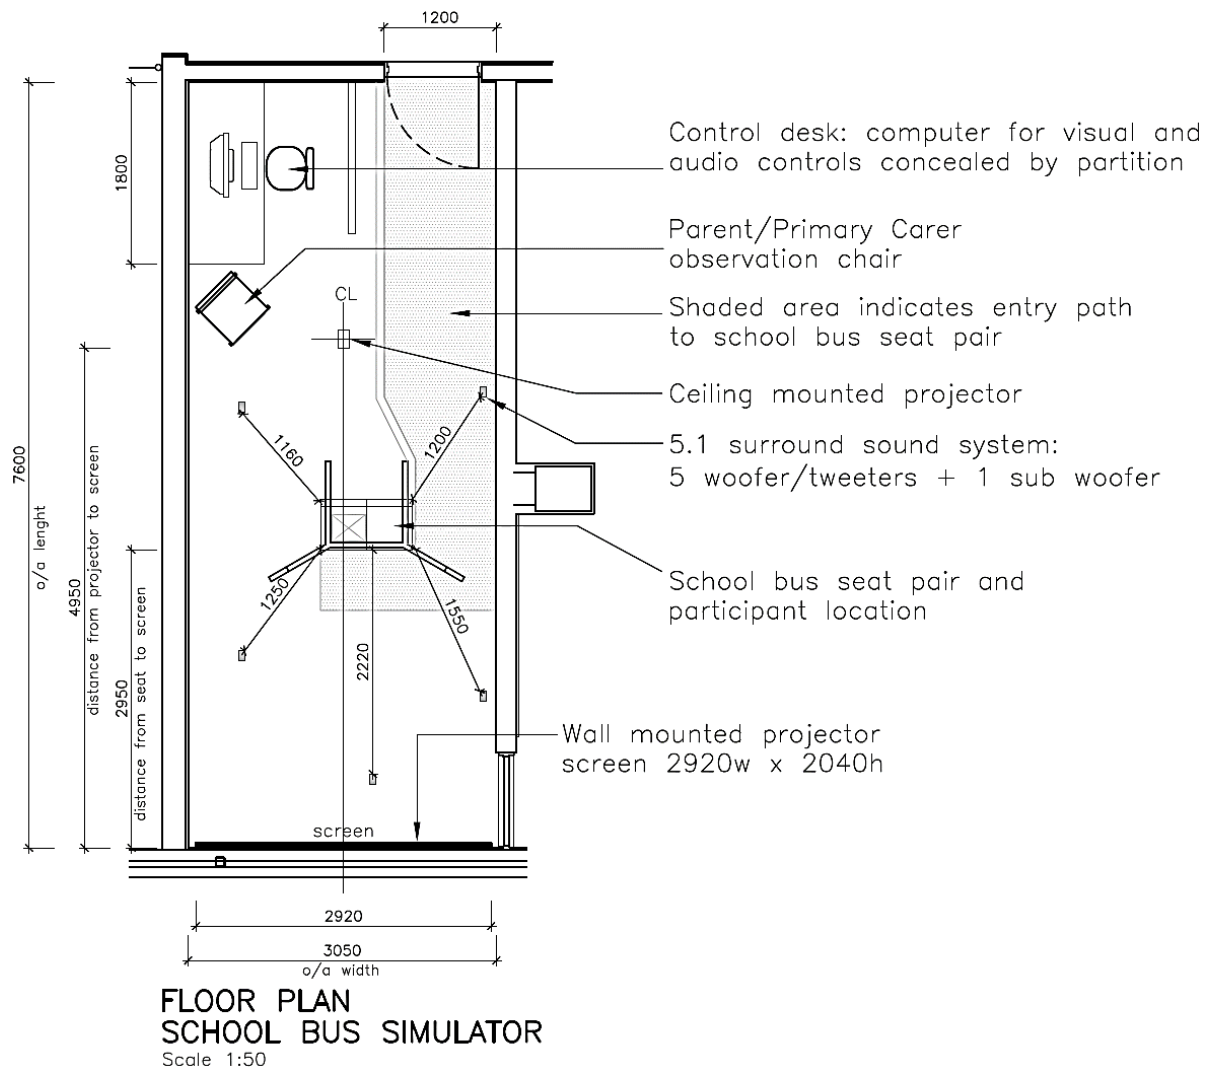 1200
Control desk: computer for visual and
audio controls concealed by partition
1800
Parent/Primary Carer
observation chair
CL
Shaded area indicates entry path
to school bus seat pair
Ceiling mounted projector
5.1 surround sound system:
5 woofer/tweeters + 1 sub woofer
1160
1200
7600
o/a lenght
4950
distance from projector to screen
2950
distance from seat to screen
School bus seat pair and
participant location
1250
1550
2220
Wall mounted projector
screen 2920w x 2040h
screen
2920
3050
o/a width
FLOOR PLAN
SCHOOL BUS SIMULATOR
Scale 1:50